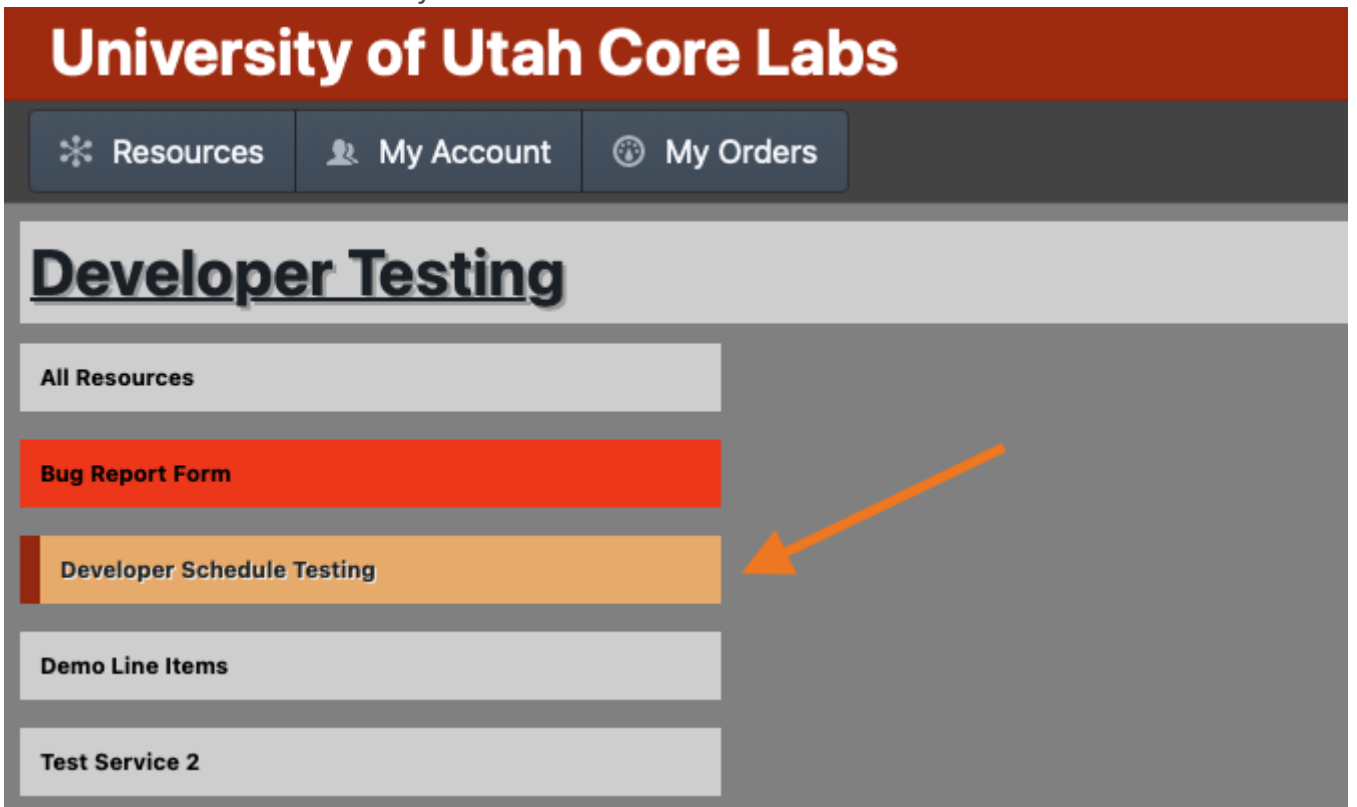 University of Utah Core Labs
Resources My Account My Orders
Developer Testing
All Resources
Bug Report Form
Developer Schedule Testing
Demo Line Items
Test Service 2